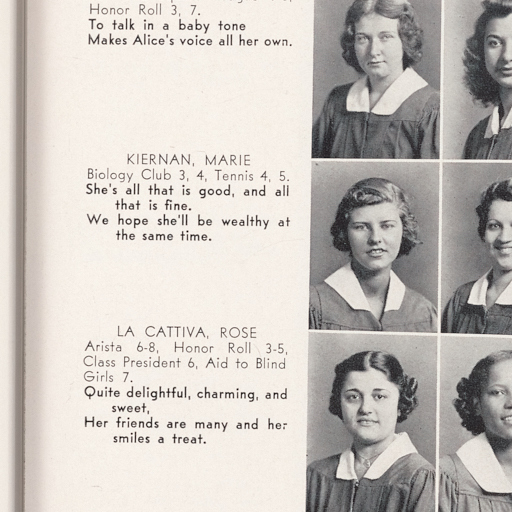 Honor Roll 3, 7.
To talk in a baby tone
Makes Alice's voice all her own.
KIERNAN, MARIE
Biology Club 3, 4, Tennis 4, 5.
She's all that is good, and all
that is fine.
We hope she'll be wealthy at
the same time.
LA CATTIVA, ROSE
Arista 6-8, Honor Roll 3-5,
Class President 6, Aid to Blind
Girls 7.
Quite delightful, charming, and
sweet,
Her friends are many and her
smiles a treat.